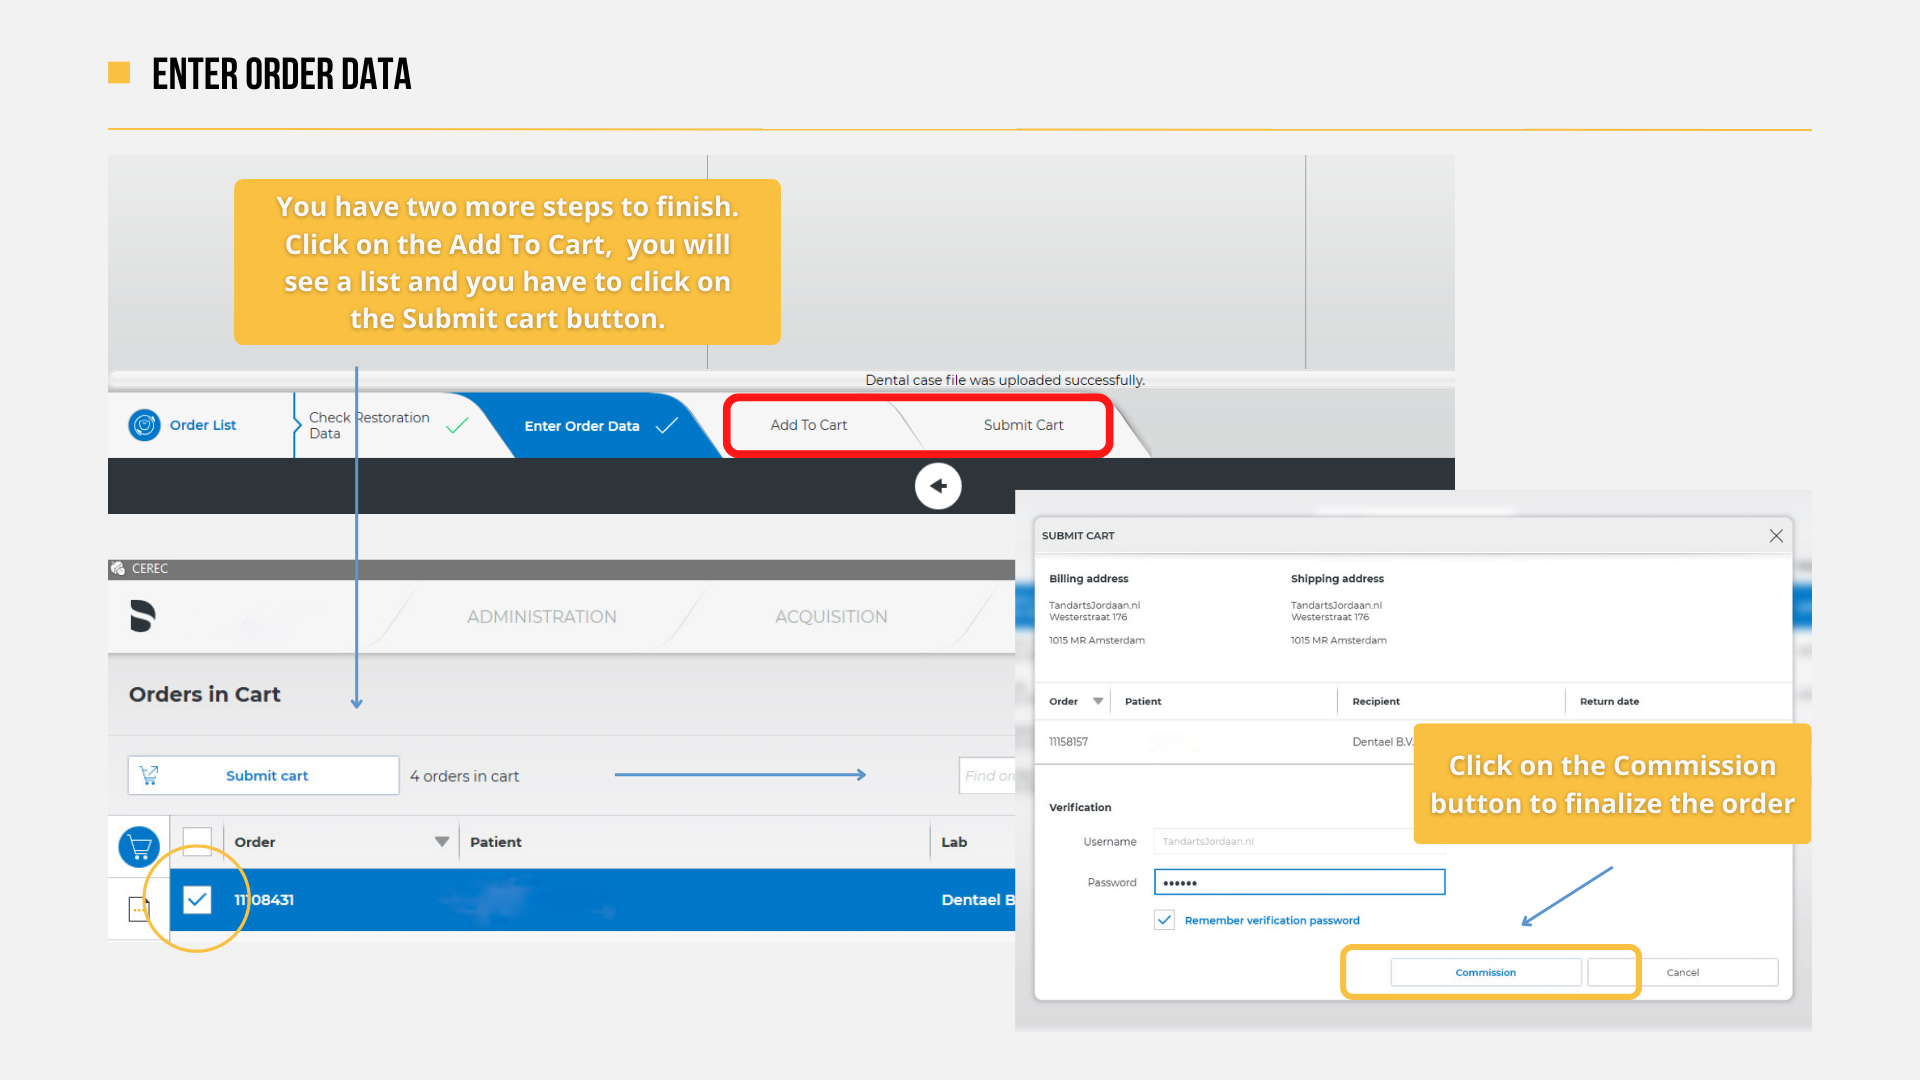 ENTER ORDER DATA
You have two more steps to finish.
Click on the Add To Cart, you will
see a list and you have to click on
the Submit cart button.
Dental case file was uploaded successfully.
Order List
Check Restoration
Data
Enter Order Data
Add To Cart
Submit Cart
CEREC
ADMINISTRATION
ACQUISITION
Orders in Cart
Submit cart
4 orders in cart
Find
Order
Patient
Lab
11108431
Dentael B
SUBMIT CART
Billing address
Shipping address
TandartsJordaan.nl
TandartsJordaan.nl
Westerstraat 176
Westerstraat 176
1015 MR Amsterdam
1015 MR Amsterdam
Order
Patient
Recipient
Return date
11158157
Dentael B.V.
Click on the Commission
button to finalize the order
Verification
Username
TandartsJordaan.nl
Password
••••••
Remember verification password
Commission
Cancel